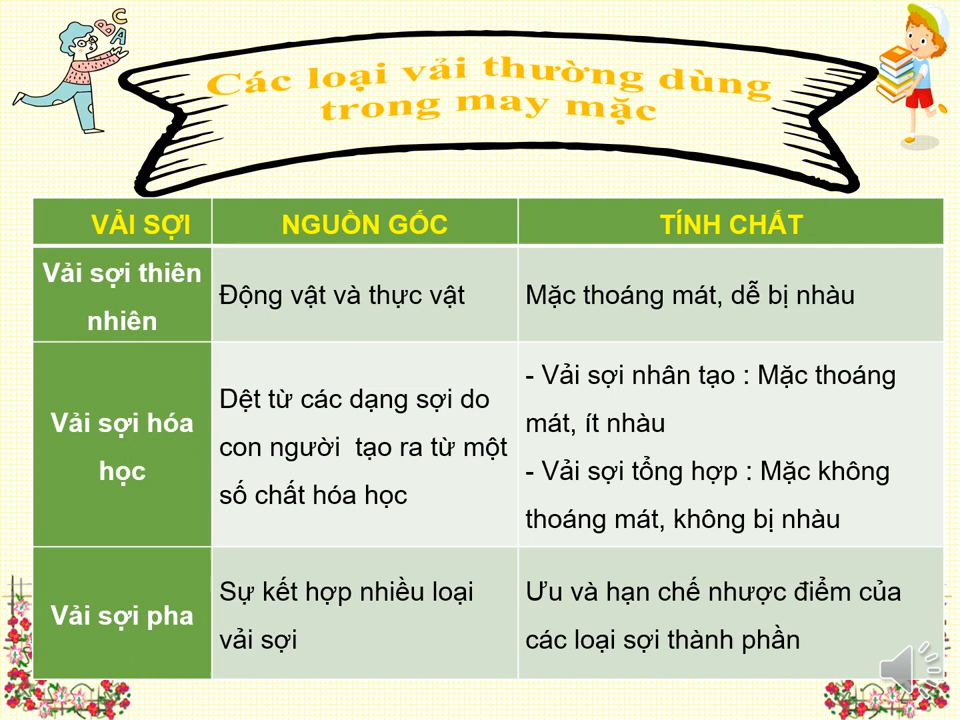 Các loại vải thường dùng
trong may mặc
VẢI SỢI
NGUỒN GỐC
TÍNH CHẤT
Vải sợi thiên
nhiên
Động vật và thực vật
Mặc thoáng mát, dễ bị nhàu
Vải sợi hóa
học
Dệt từ các dạng sợi do
con người tạo ra từ một
số chất hóa học
- Vải sợi nhân tạo : Mặc thoáng
mát, ít nhàu
- Vải sợi tổng hợp : Mặc không
thoáng mát, không bị nhàu
Vải sợi pha
Sự kết hợp nhiều loại
vải sợi
Ưu và hạn chế nhược điểm của
các loại sợi thành phần
B C
A